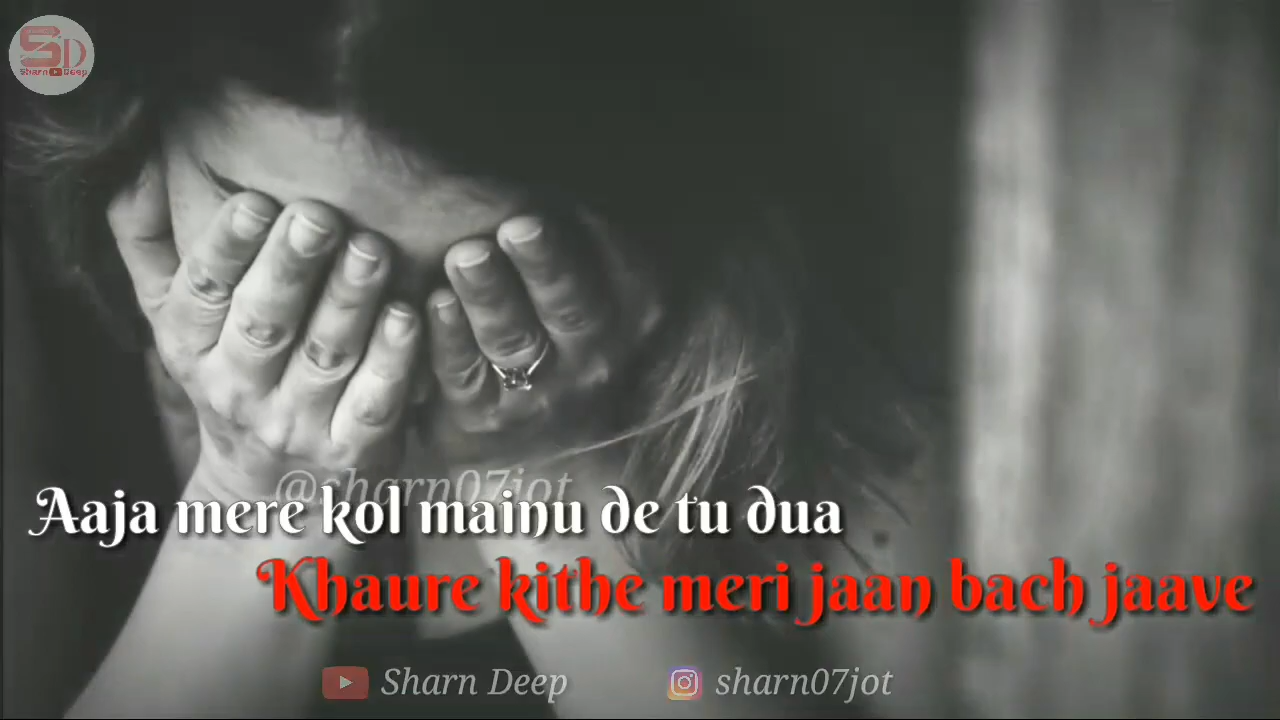 SD
Sharn Deep
@sharn07jot
Aaja mere kol mainu de tu dua
Khaure kithe meri jaan bach jaave
Sharn Deep
sharn07jot